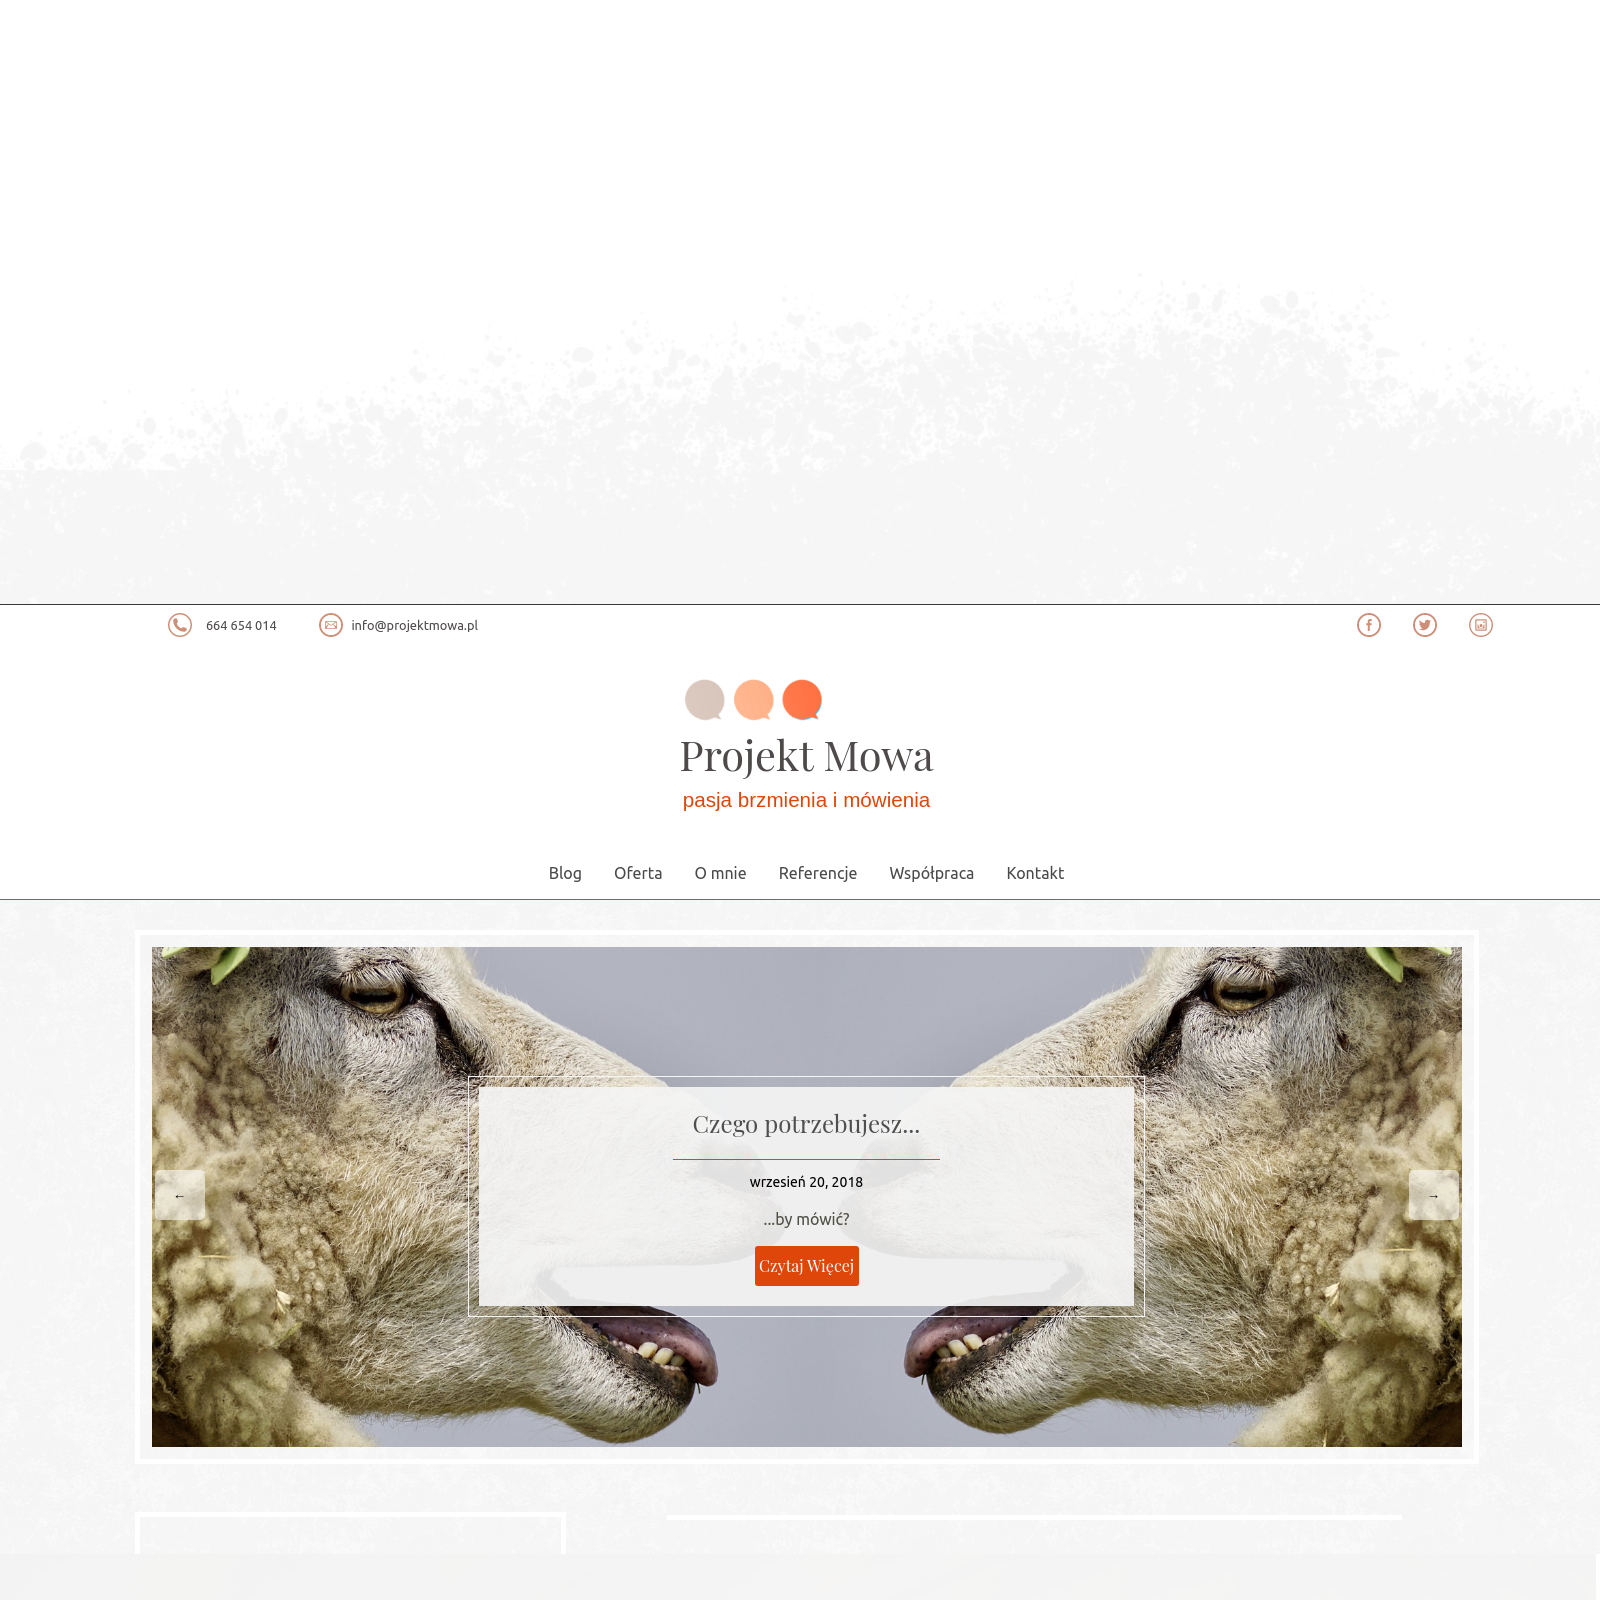 664 654 014 info@projektmowa.pl
Projekt Mowa
pasja brzmienia i mówienia
Blog Oferta O mnie Referencje Współpraca Kontakt
Czego potrzebujesz...
wrzesień 20, 2018
...by mówić?
← →
Czytaj Więcej